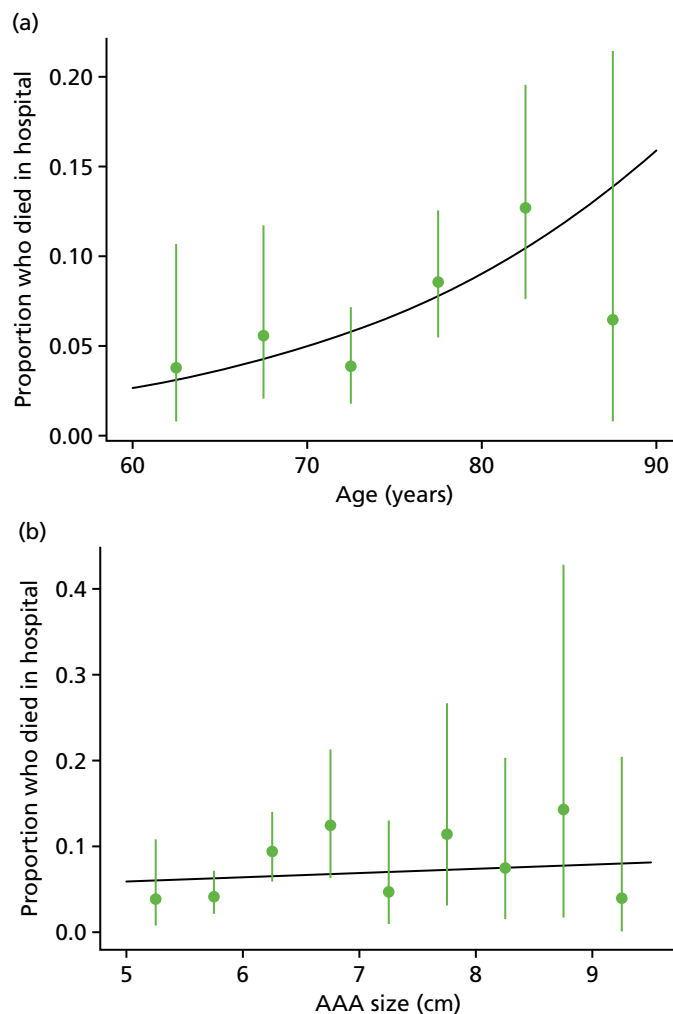 (a)
Proportion who died in hospital
0.20
0.15
0.10
0.05
0.00
60 70 80 90
Age (years)
(b)
Proportion who died in hospital
0.4
0.3
0.2
0.1
0.0
5 6 7 8 9
AAA size (cm)